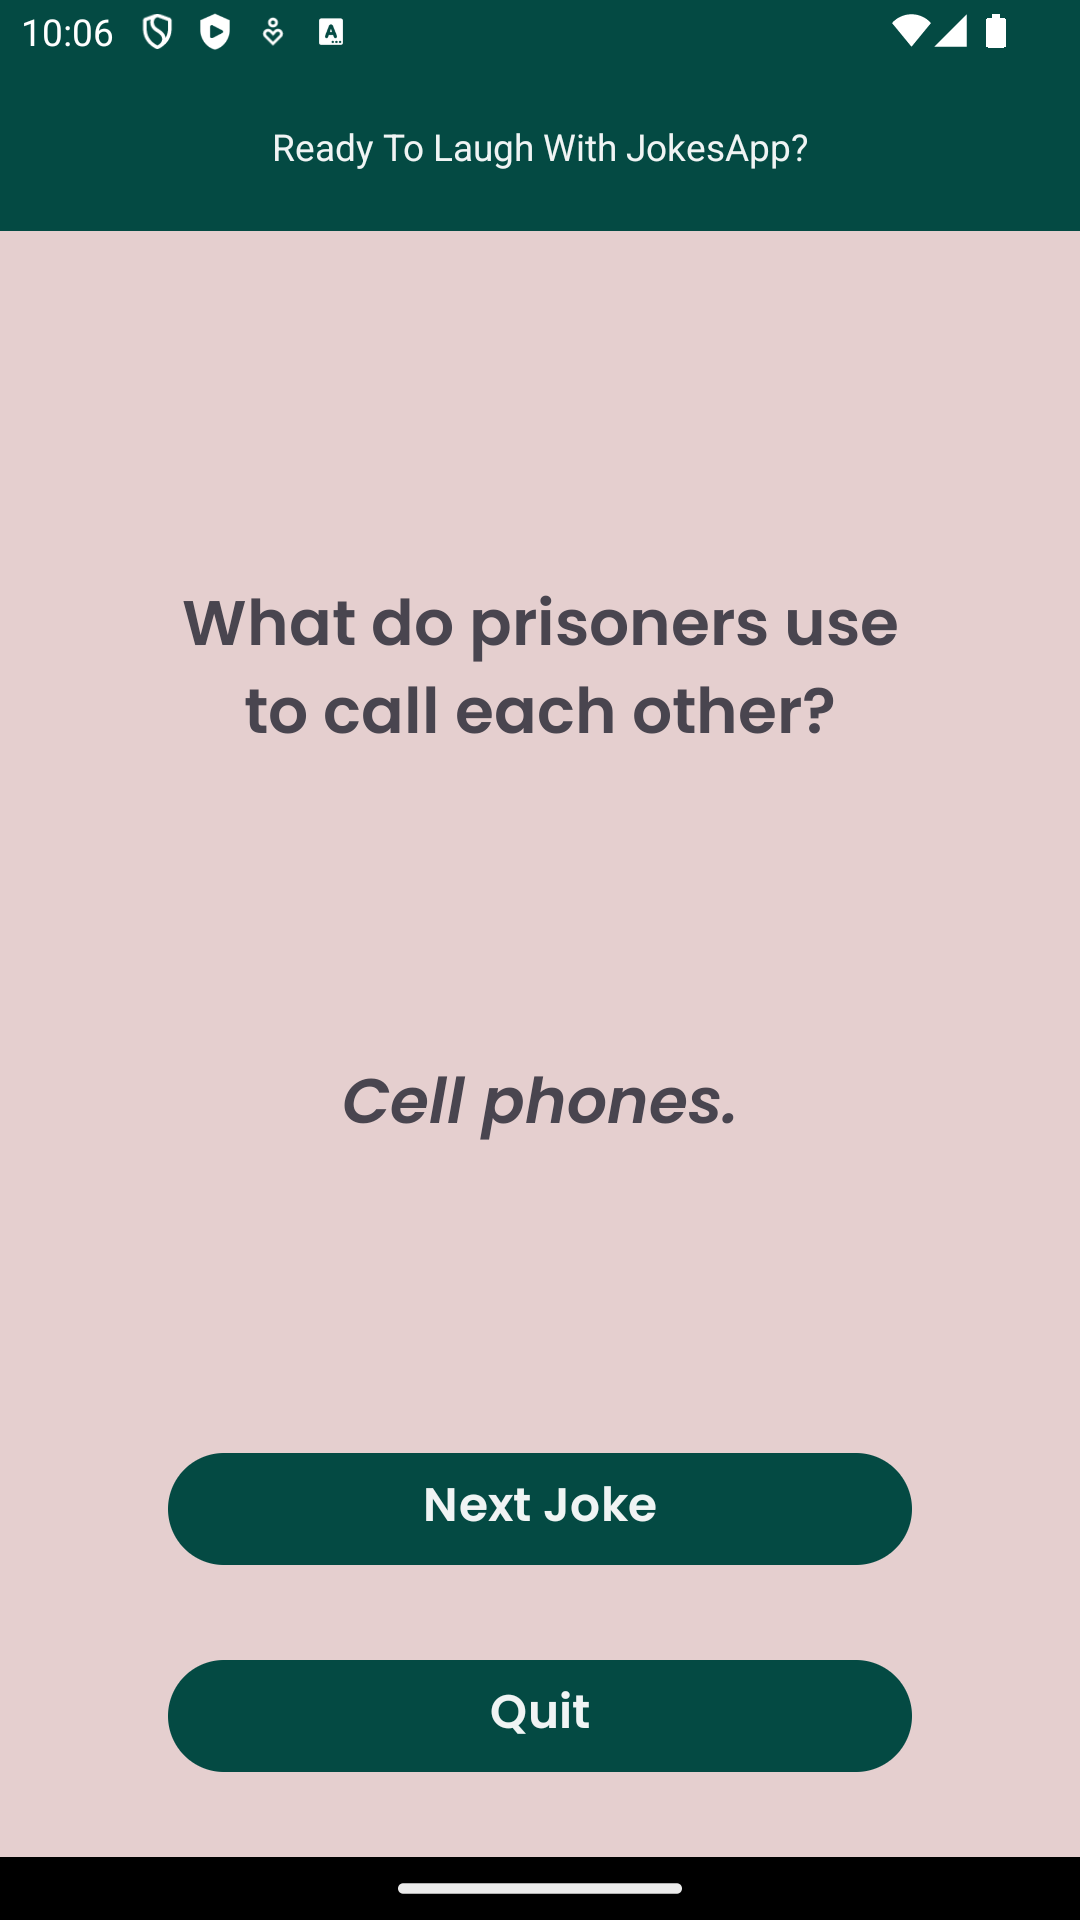 10:06
Ready To Laugh With JokesApp?
What do prisoners use
to call each other?
Cell phones.
Next Joke
Quit